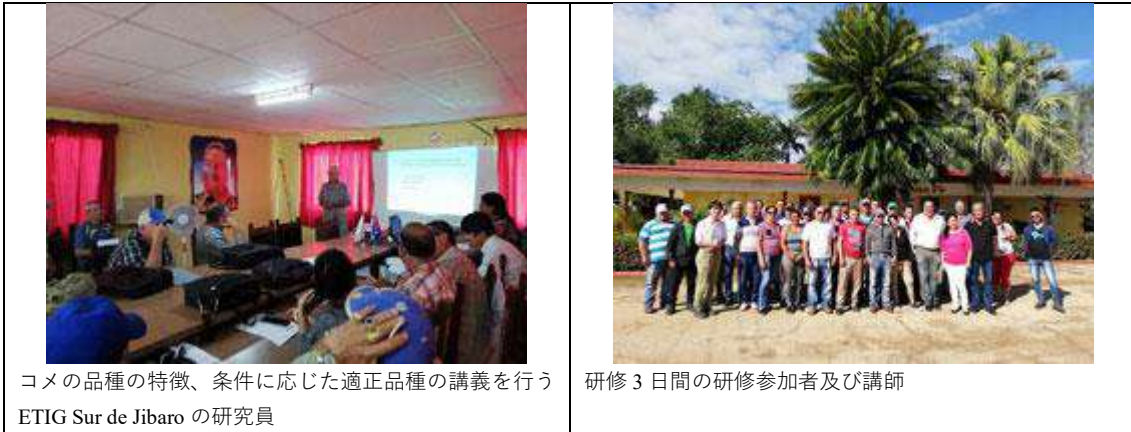 コメの品種の特徴、条件に応じた適正品種の講義を行う
ETIG Sur de Jibaro の研究員
研修 3 日間の研修参加者及び講師